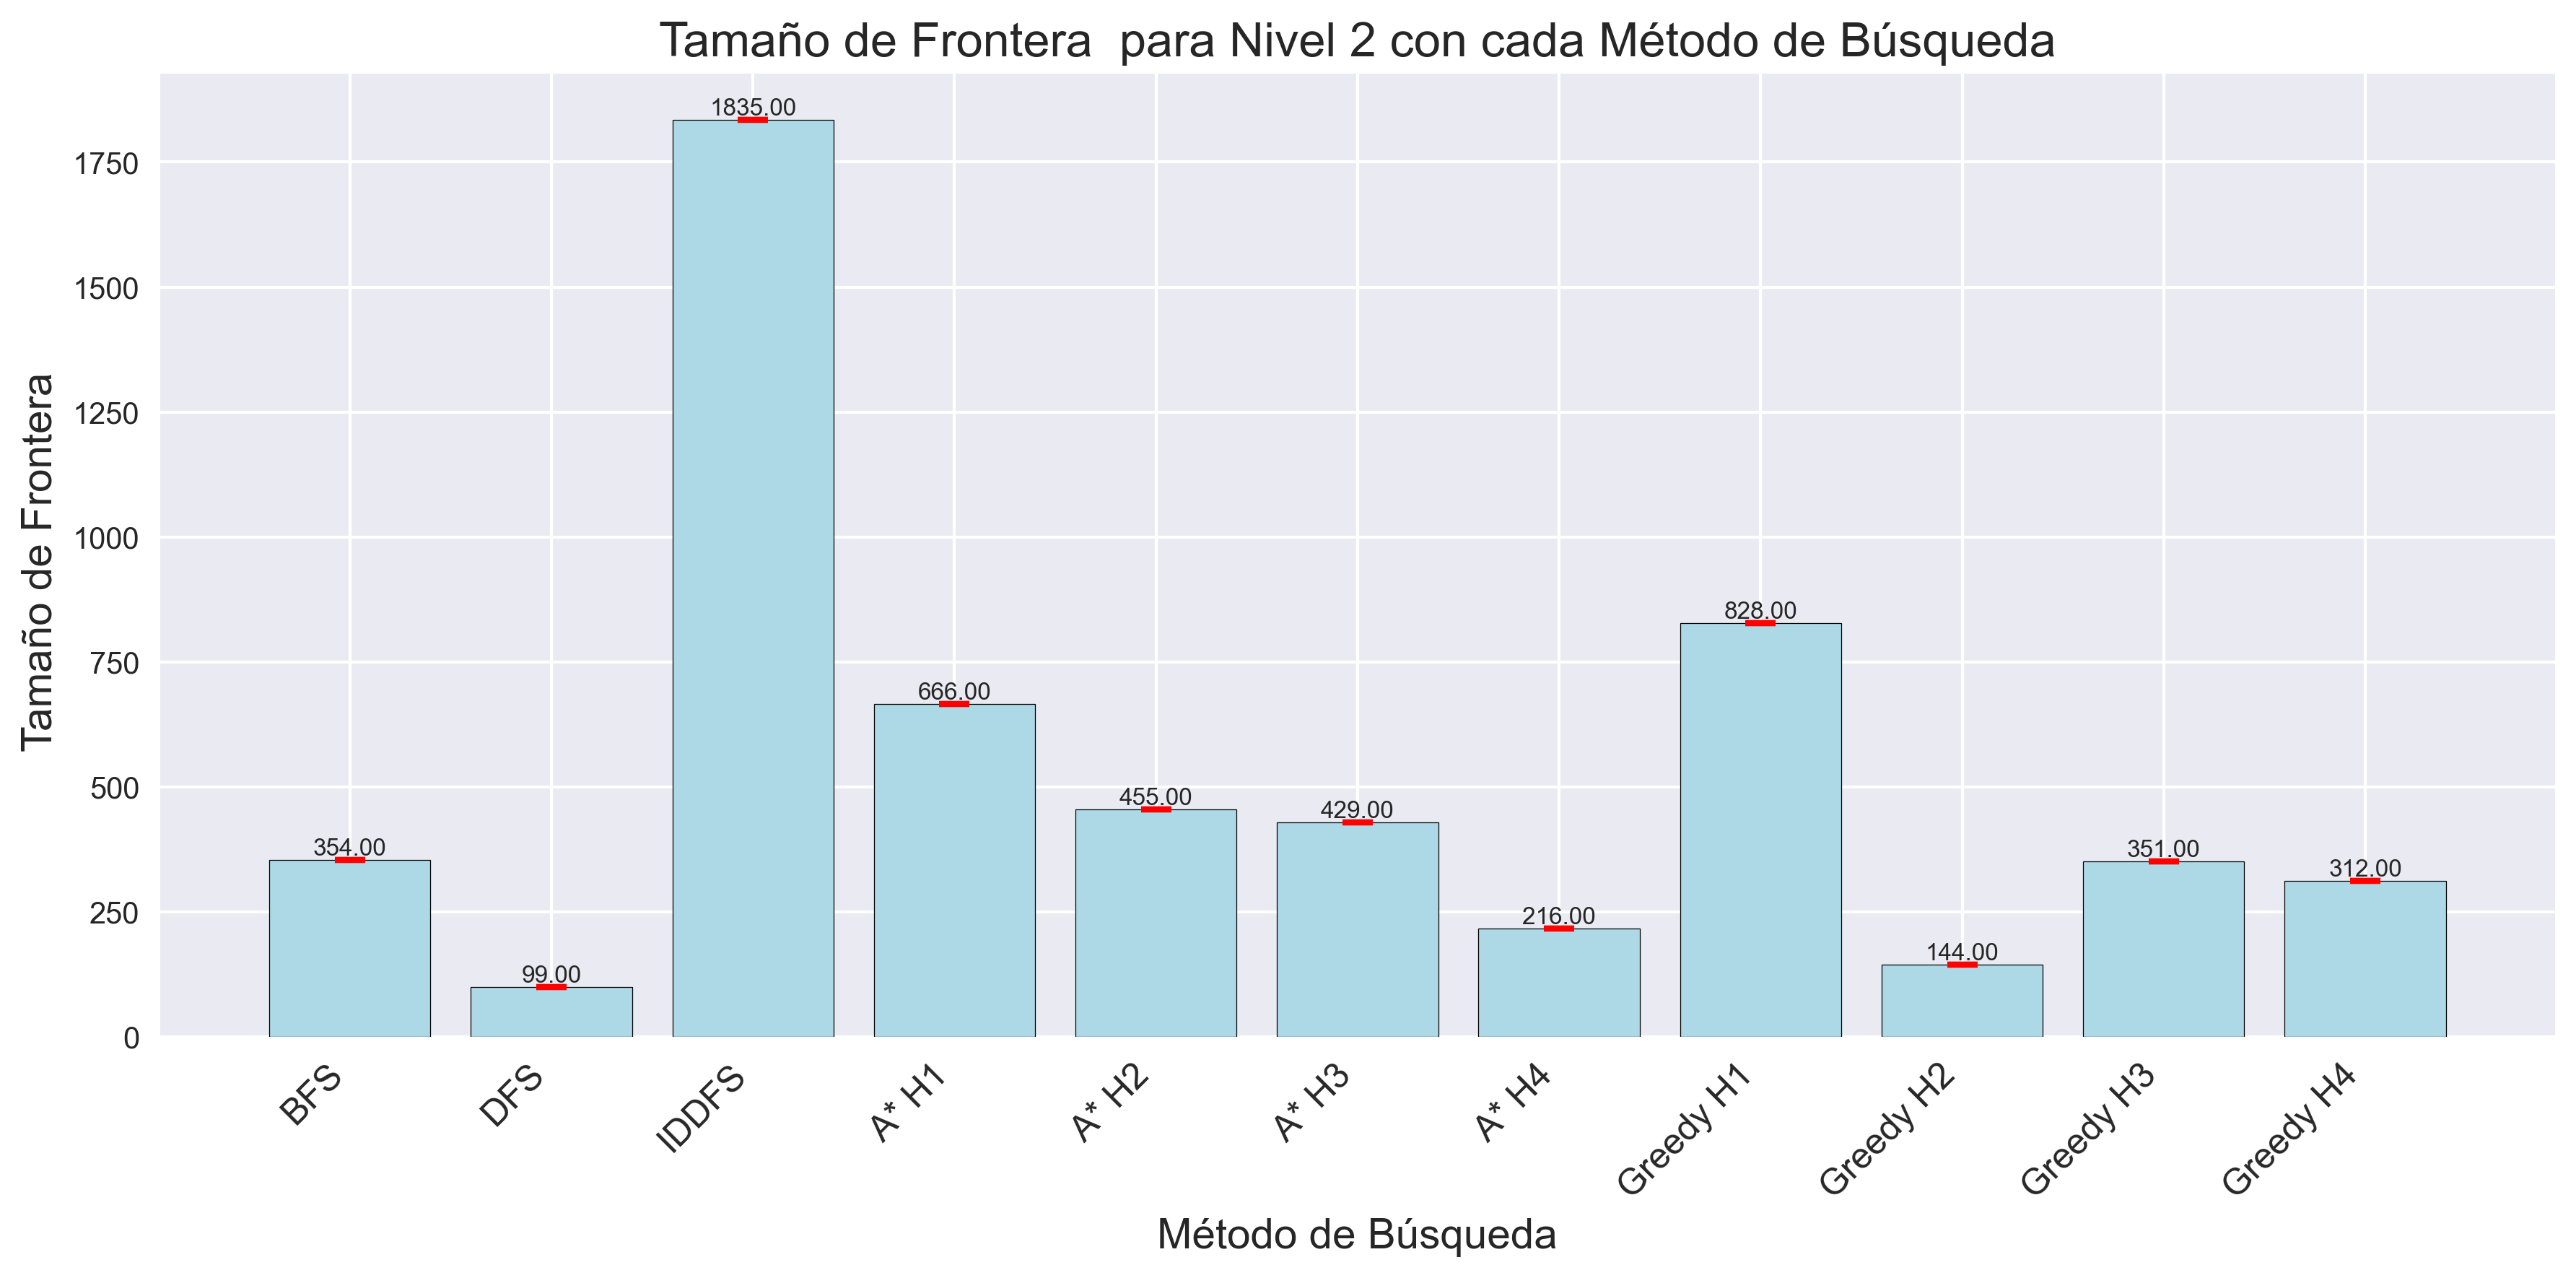 Tamaño de Frontera  para Nivel 2 con cada Método de Búsqueda
Tamaño de Frontera
1750
1500
1250
1000
750
500
250
0
354.00
99.00
1835.00
666.00
455.00
429.00
216.00
828.00
144.00
351.00
312.00
BFS
DFS
IDDFS
A* H1
A* H2
A* H3
A* H4
Greedy H1
Greedy H2
Greedy H3
Greedy H4
Método de Búsqueda